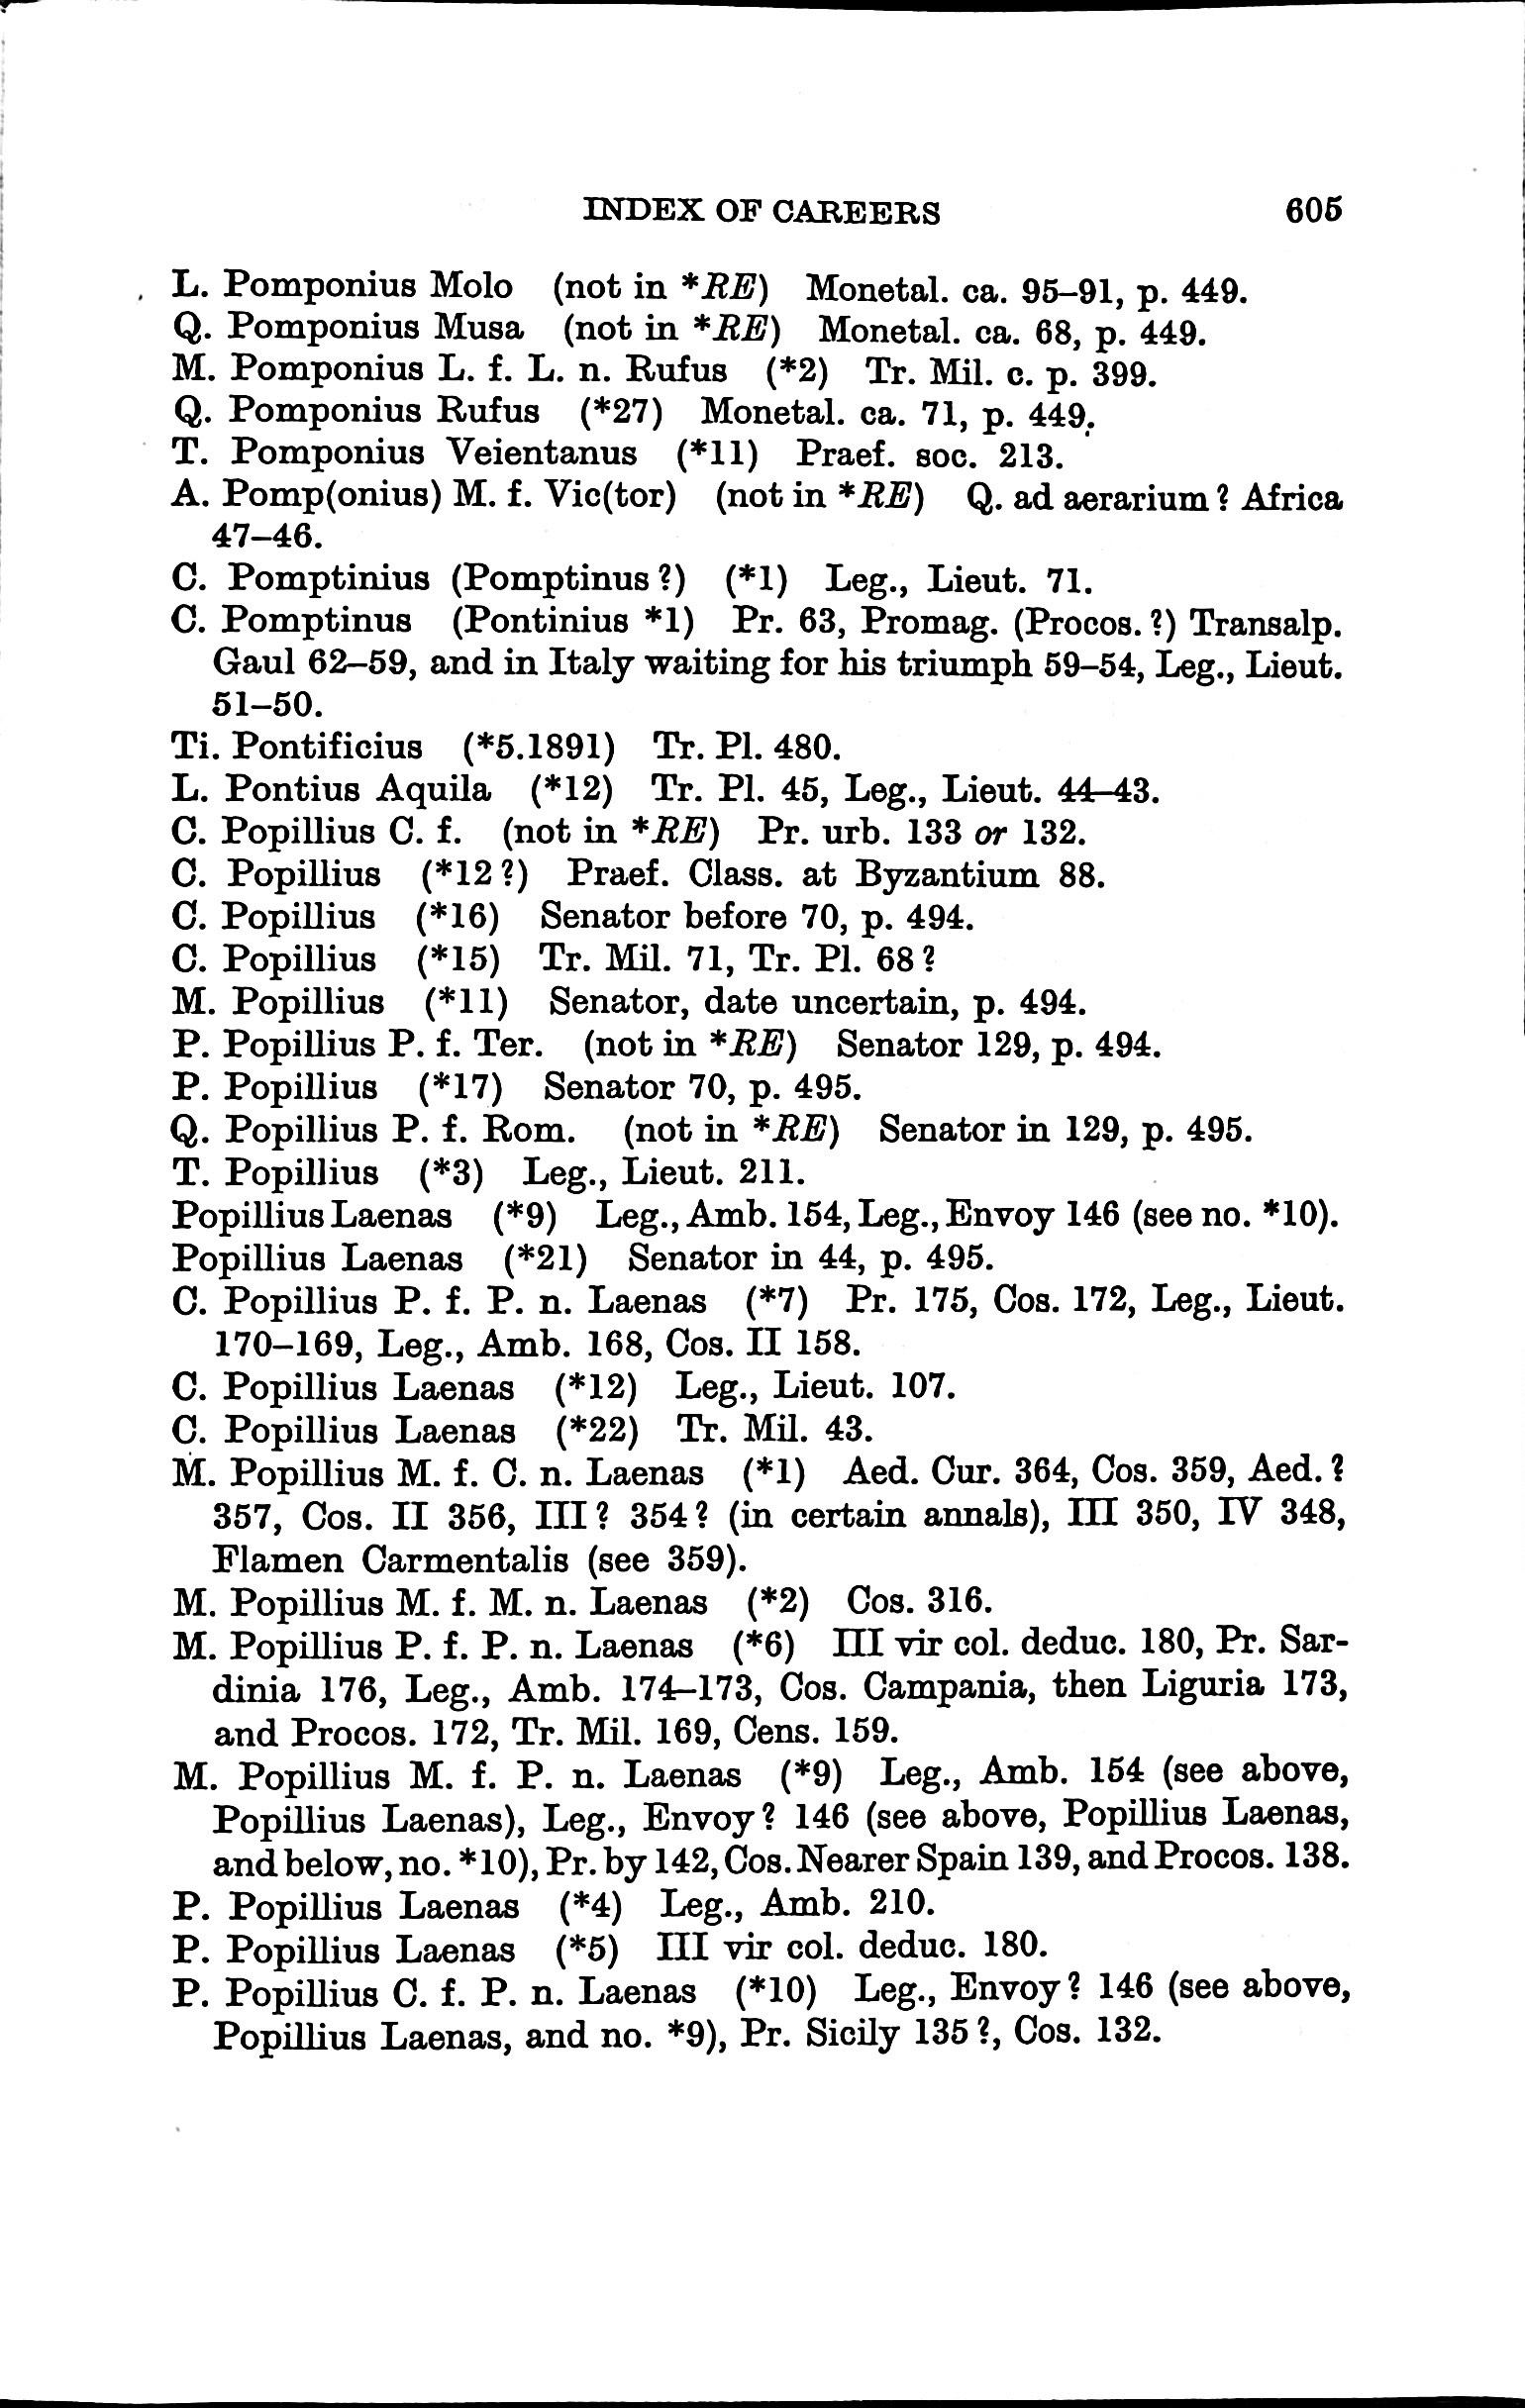 INDEX OF CAREERS 605
L. Pomponius Molo (not in *RE) Monetal. ca. 95–91, p. 449.
Q. Pomponius Musa (not in *RE) Monetal. ca. 68, p. 449.
M. Pomponius L. f. L. n. Rufus (*2) Tr. Mil. c. p. 399.
Q. Pomponius Rufus (*27) Monetal. ca. 71, p. 449.
T. Pomponius Veientanus (*11) Praef. soc. 213.
A. Pomp(onius) M. f. Vic(tor) (not in *RE) Q. ad aerarium? Africa
47–46.
C. Pomptinius (Pomptinus?) (*1) Leg., Lieut. 71.
C. Pomptinus (Pontinius *1) Pr. 63, Promag. (Procos.?) Transalp.
Gaul 62–59, and in Italy waiting for his triumph 59–54, Leg., Lieut.
51–50.
Ti. Pontificius (*5.1891) Tr. Pl. 480.
L. Pontius Aquila (*12) Tr. Pl. 45, Leg., Lieut. 44–43.
C. Popillius C. f. (not in *RE) Pr. urb. 133 or 132.
C. Popillius (*12?) Praef. Class. at Byzantium 88.
C. Popillius (*16) Senator before 70, p. 494.
C. Popillius (*15) Tr. Mil. 71, Tr. Pl. 68?
M. Popillius (*11) Senator, date uncertain, p. 494.
P. Popillius P. f. Ter. (not in *RE) Senator 129, p. 494.
P. Popillius (*17) Senator 70, p. 495.
Q. Popillius P. f. Rom. (not in *RE) Senator in 129, p. 495.
T. Popillius (*3) Leg., Lieut. 211.
Popillius Laenas (*9) Leg., Amb. 154, Leg., Envoy 146 (see no. *10).
Popillius Laenas (*21) Senator in 44, p. 495.
C. Popillius P. f. P. n. Laenas (*7) Pr. 175, Cos. 172, Leg., Lieut.
170–169, Leg., Amb. 168, Cos. II 158.
C. Popillius Laenas (*12) Leg., Lieut. 107.
C. Popillius Laenas (*22) Tr. Mil. 43.
M. Popillius M. f. C. n. Laenas (*1) Aed. Cur. 364, Cos. 359, Aed.?
357, Cos. II 356, III? 354? (in certain annals), III 350, IV 348,
Flamen Carmentalis (see 359).
M. Popillius M. f. M. n. Laenas (*2) Cos. 316.
M. Popillius P. f. P. n. Laenas (*6) III vir col. deduc. 180, Pr. Sar-
dinia 176, Leg., Amb. 174–173, Cos. Campania, then Liguria 173,
and Procos. 172, Tr. Mil. 169, Cens. 159.
M. Popillius M. f. P. n. Laenas (*9) Leg., Amb. 154 (see above,
Popillius Laenas), Leg., Envoy? 146 (see above, Popillius Laenas,
and below, no. *10), Pr. by 142, Cos. Nearer Spain 139, and Procos. 138.
P. Popillius Laenas (*4) Leg., Amb. 210.
P. Popillius Laenas (*5) III vir col. deduc. 180.
P. Popillius C. f. P. n. Laenas (*10) Leg., Envoy? 146 (see above,
Popillius Laenas, and no. *9), Pr. Sicily 135?, Cos. 132.